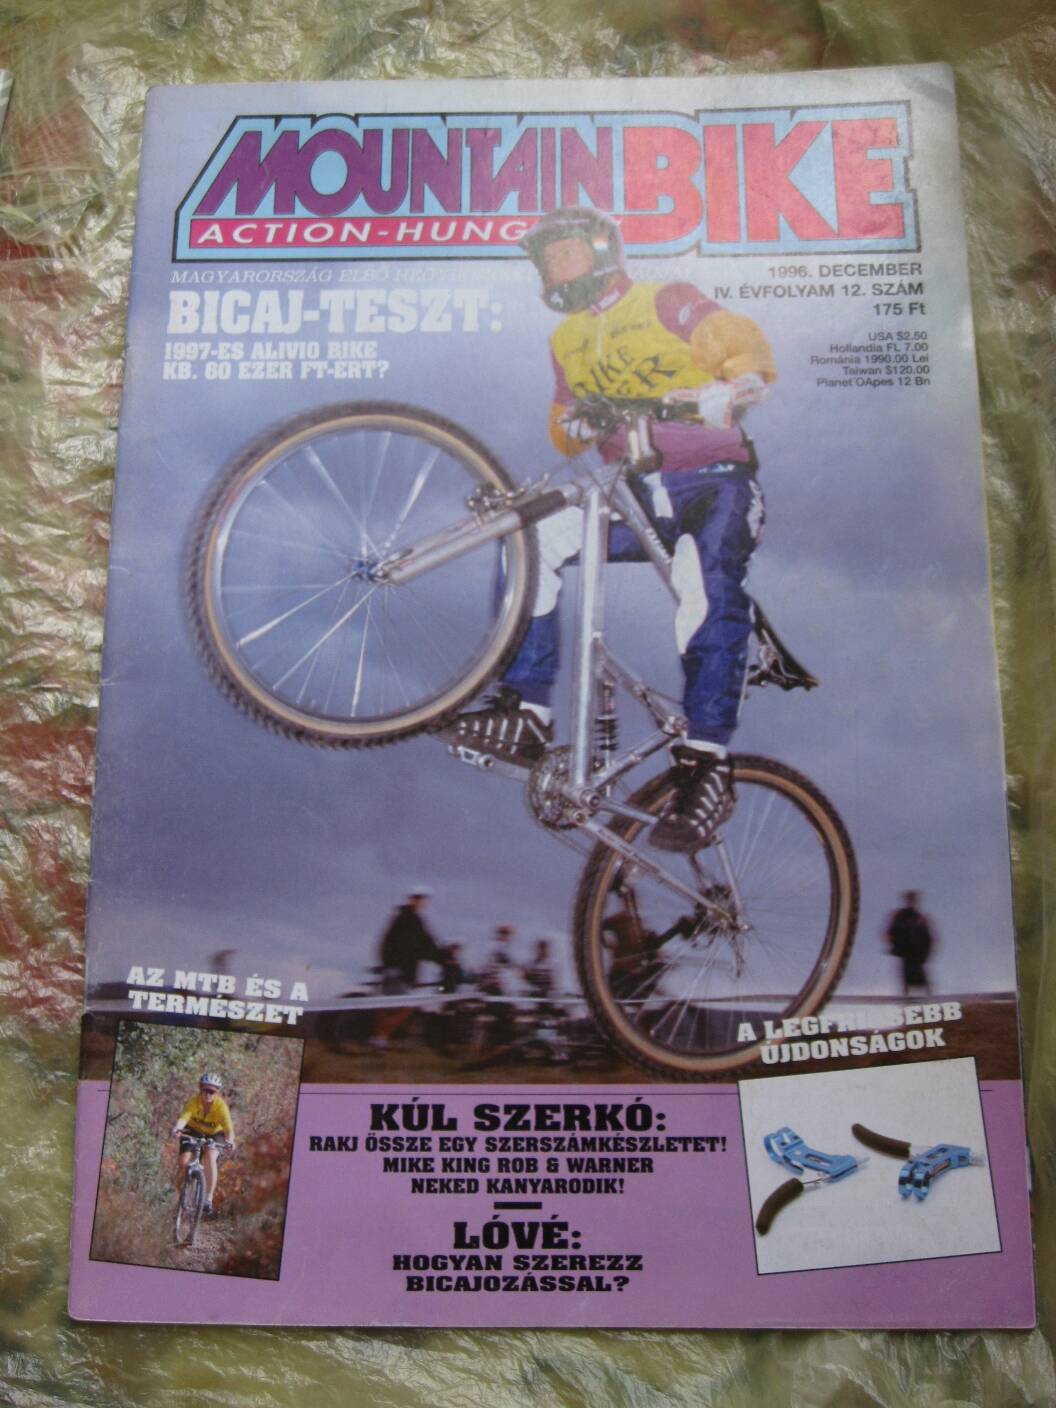 MOUNTAIN BIKE
ACTION-HUNG
MAGYARORSZÁG ELSŐ
1996. DECEMBER
IV. ÉVFOLYAM 12. SZÁM
175 Ft
USA $2.50
Hollandia FL 7.00
Románia 1990.00 Lei
Taiwan $120.00
Planet OApes 12 Bn
BICAJ-TESZT:
1997-ES ALIVIO BIKE
KB. 60 EZER FT-ÉRT?
BIKE
AZ MTB ÉS A
TERMÉSZET
A
ÚJDONSÁGOK
KÚL SZERKÓ:
RAKJ ÖSSZE EGY SZERSZÁMKÉSZLETET!
MIKE KING ROB & WARNER
NEKED KANYARODIK!
LÓVÉ:
HOGYAN SZEREZZ
BICAJOZÁSSAL?